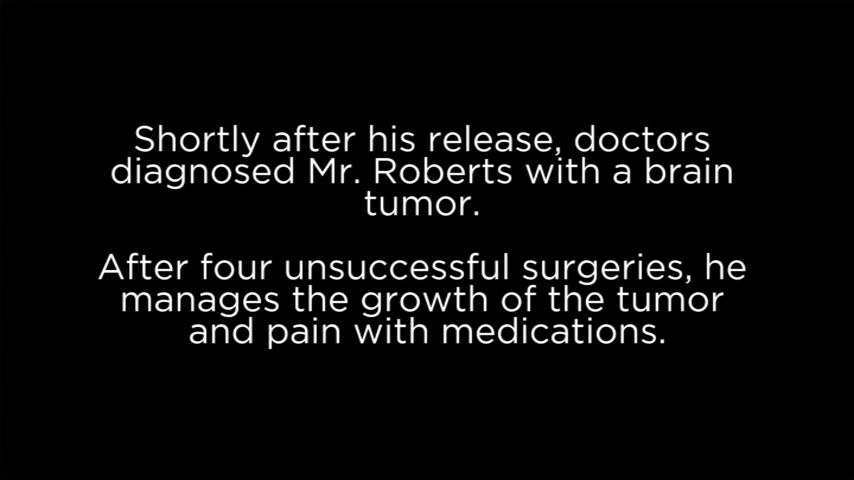 Shortly after his release, doctors
diagnosed Mr. Roberts with a brain
tumor.
After four unsuccessful surgeries, he
manages the growth of the tumor
and pain with medications.